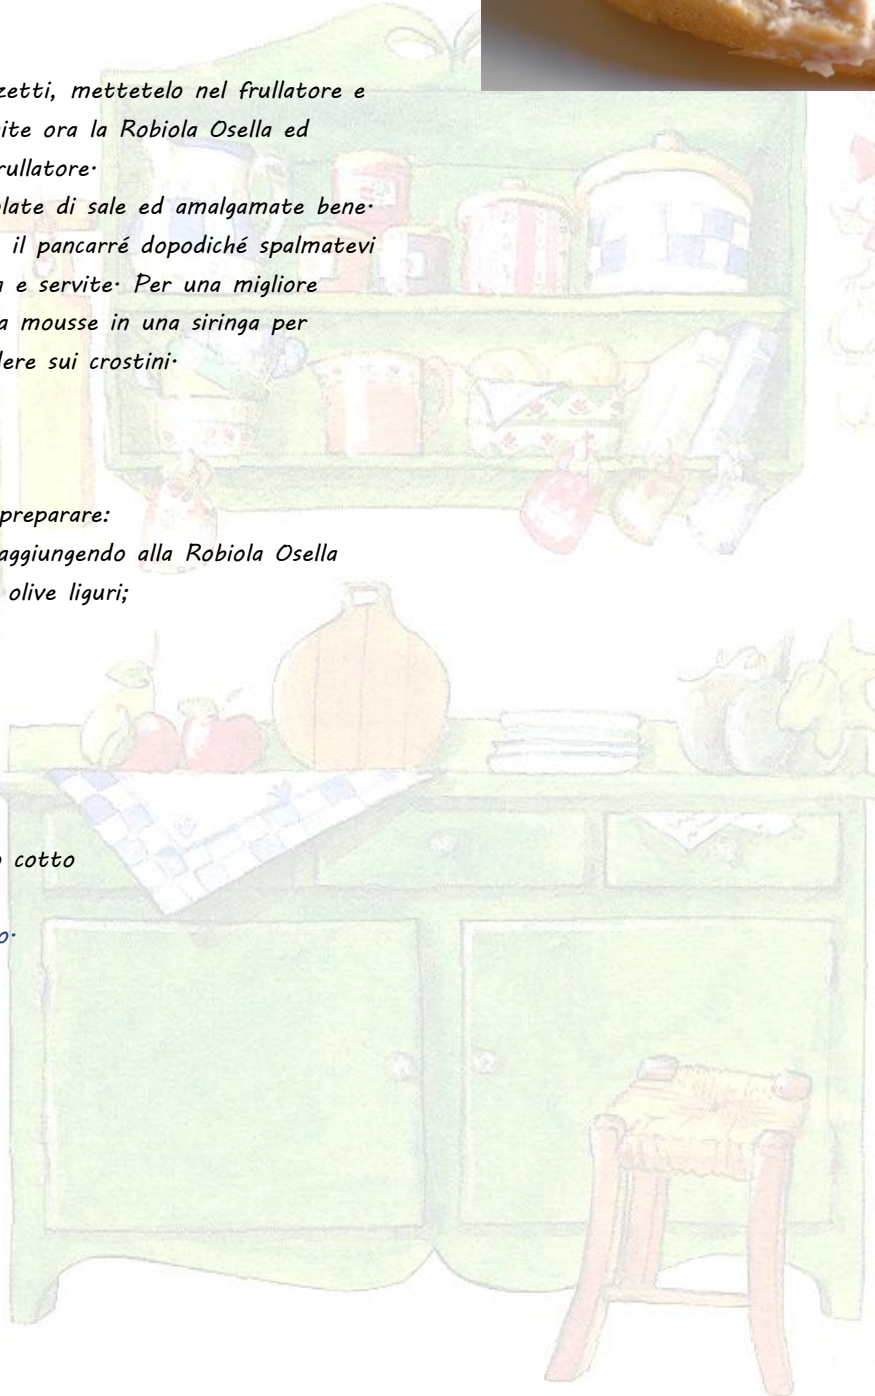 zetti, mettetelo nel frullatore e
ite ora la Robiola Osella ed
rullatore·
late di sale ed amalgamate bene·
il pancarré dopodiché spalmatevi
a e servite· Per una migliore
a mousse in una siringa per
ere sui crostini·
preparare:
aggiungendo alla Robiola Osella
olive liguri;
o cotto
o·